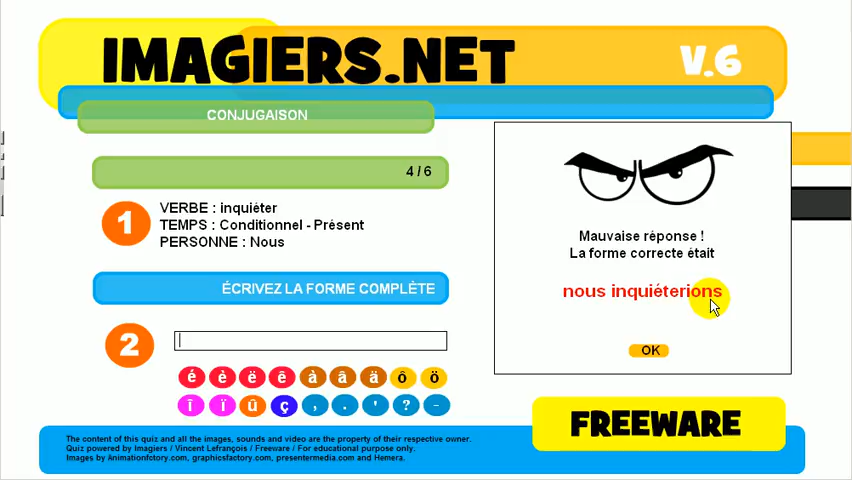 IMAGIERS.NET
V.6
CONJUGAISON
4 / 6
1
VERBE : inquiéter
TEMPS : Conditionnel - Présent
PERSONNE : Nous
Mauvaise réponse !
La forme correcte était
nous inquiéterions
OK
ÉCRIVEZ LA FORME COMPLÈTE
2
é è ë ê à â ä ô ö
î ï û ç , . ' ? -
FREEWARE
The content of this quiz and all the images, sounds and video are the property of their respective owner.
Quiz powered by Imagiers / Vincent Lefrançois / Freeware / For educational purpose only.
Images by Animationfctory.com, graphicsfactory.com, presentermedia.com and Hemera.